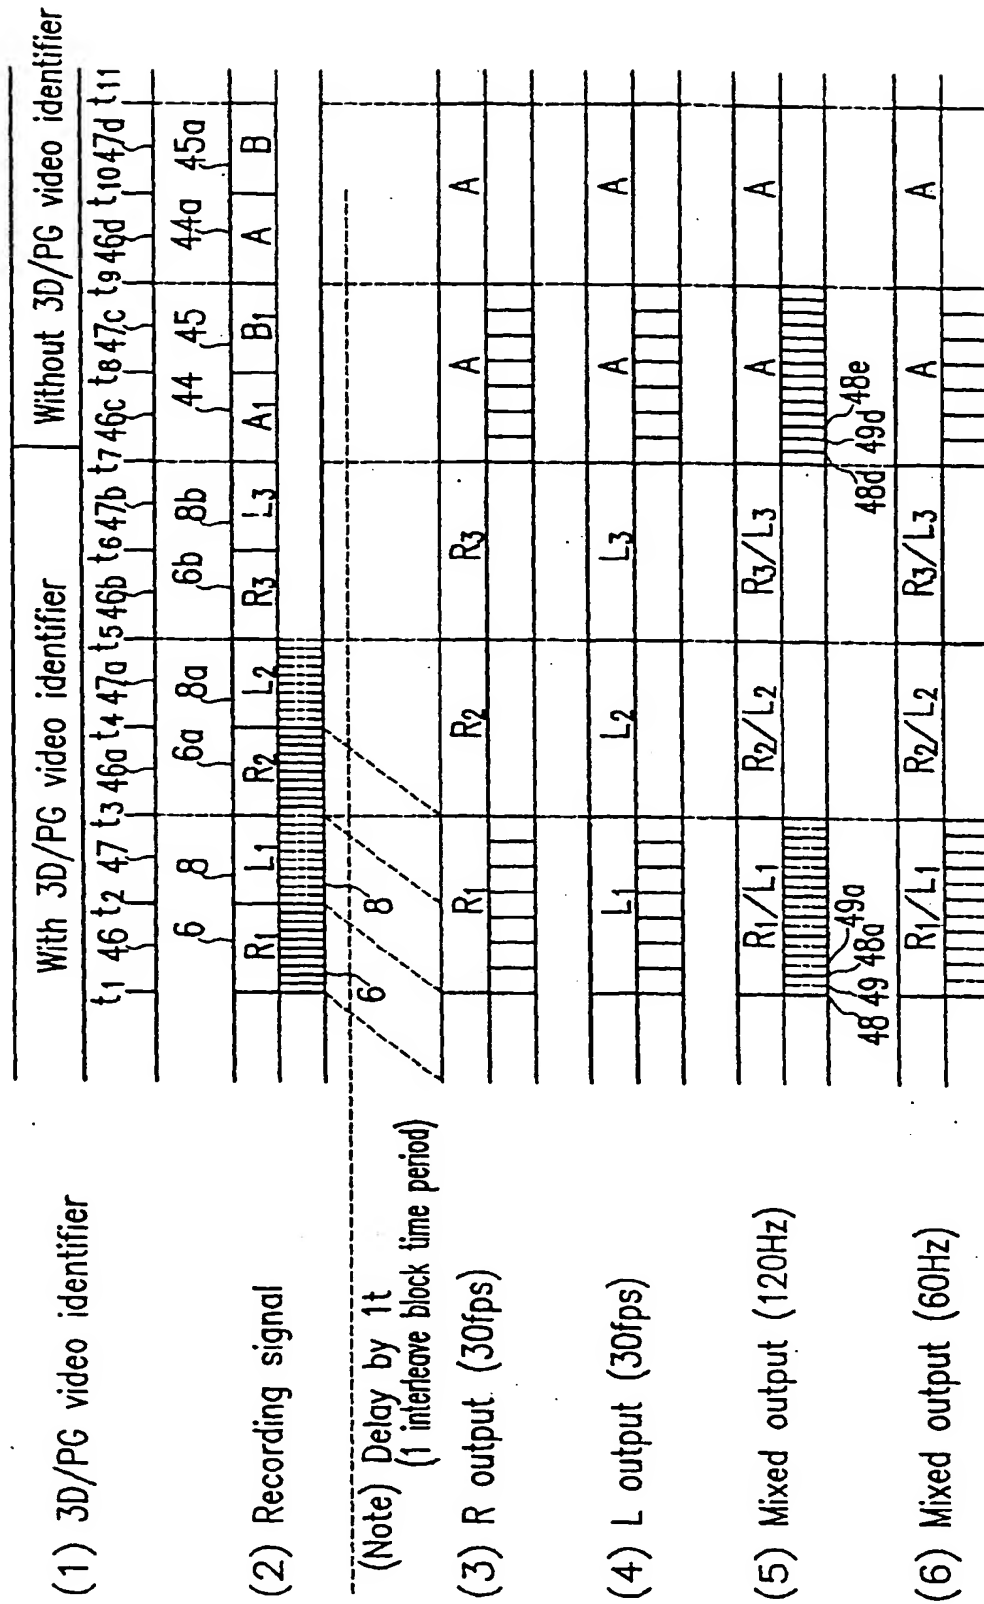 (1) 3D/PG video identifier
With 3D/PG video identifier
Without 3D/PG video identifier
t1 46 t2 47 t3 46a t4 47a t5 46b t6 47b t7 46c t8 47c t9 46d t10 47d t11
6 8 6a 8a 6b 8b 44 45 44a 45a
(2) Recording signal
R1 L1 R2 L2 R3 L3 A1 B1 A B
6 8
(Note) Delay by 1t
(1 interleave block time period)
(3) R output (30fps)
R1 R2 R3 A A
(4) L output (30fps)
L1 L2 L3 A A
(5) Mixed output (120Hz)
R1/L1 R2/L2 R3/L3 A A
48 49 48a 49a 48d 49d 48e
(6) Mixed output (60Hz)
R1/L1 R2/L2 R3/L3 A A